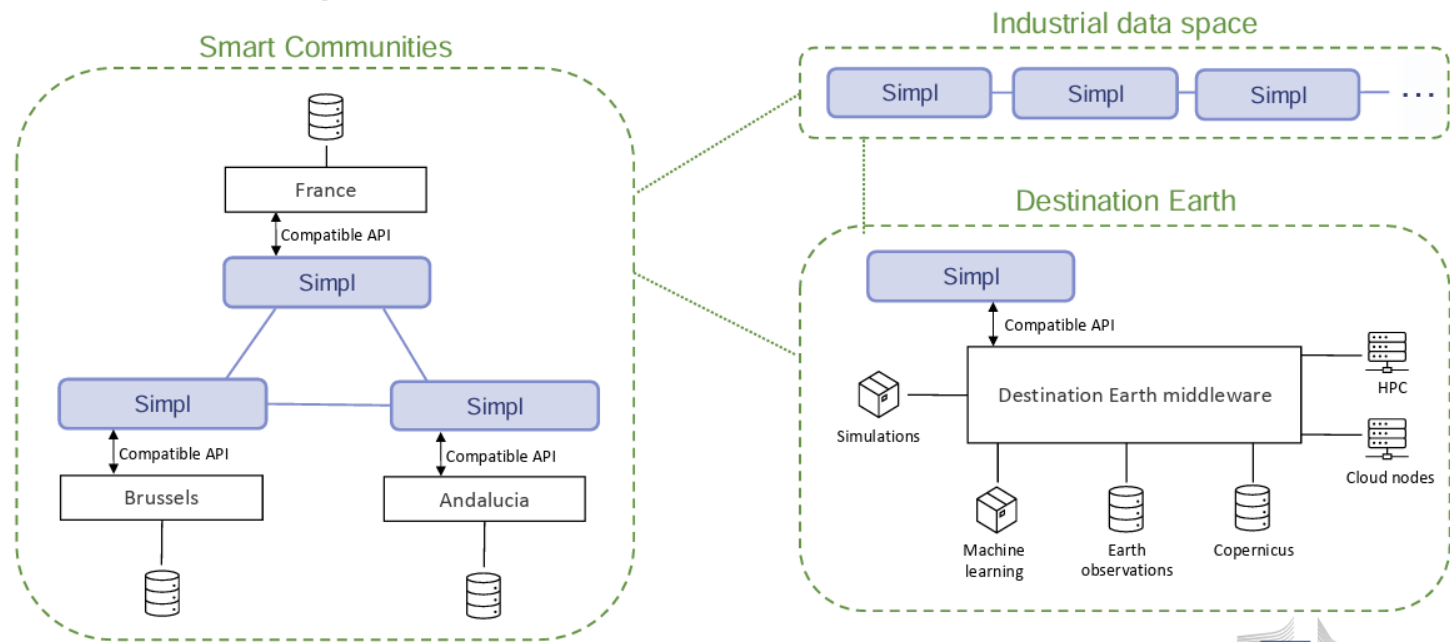 Smart Communities
France
Compatible API
Simpl
Simpl
Simpl
Compatible API
Compatible API
Brussels
Andalucia
Industrial data space
Simpl
Simpl
Simpl
...
Destination Earth
Simpl
Compatible API
Destination Earth middleware
Simulations
HPC
Cloud nodes
Machine
learning
Earth
observations
Copernicus